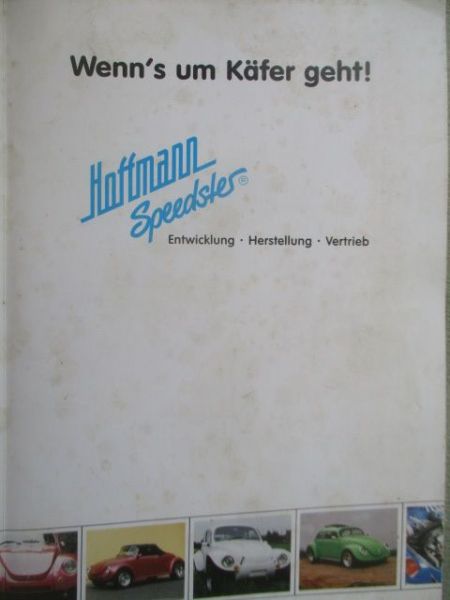 Wenn's um Käfer geht!
Hoffmann
Speedster®
Entwicklung · Herstellung · Vertrieb